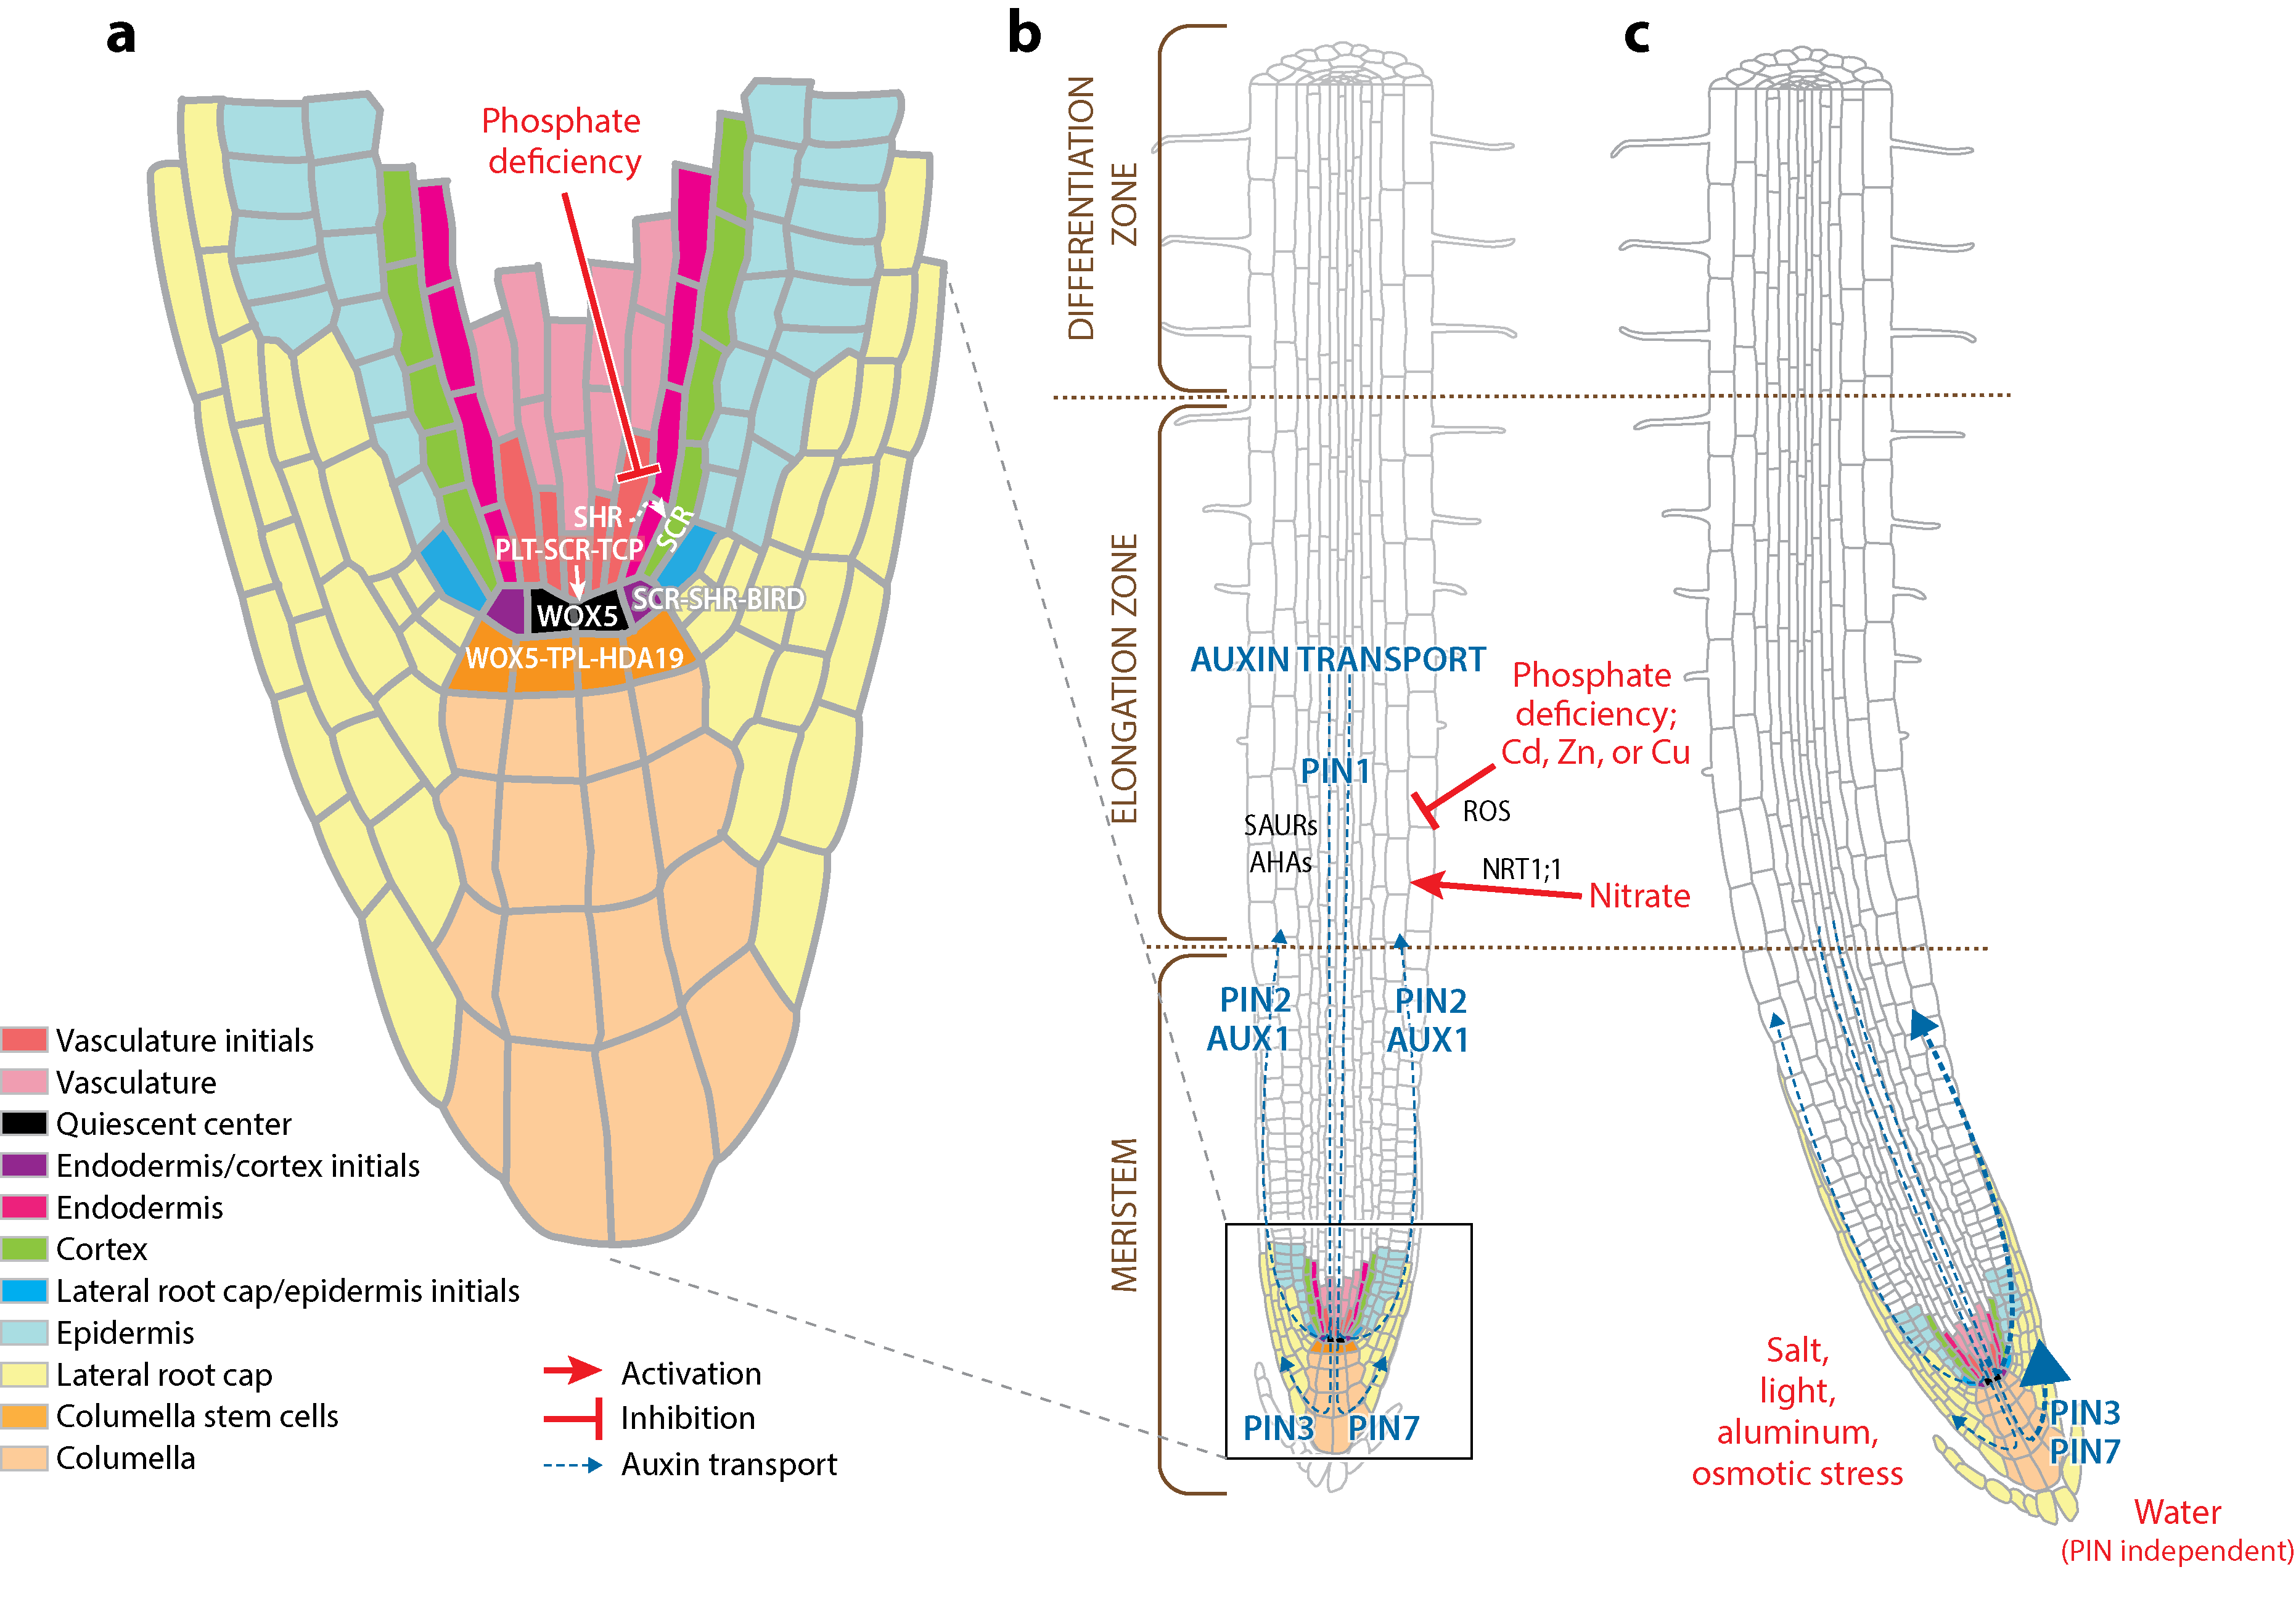 a
Phosphate
deficiency
SHR
SCR
PLT-SCR-TCP
WOX5
SCR-SHR-BIRD
WOX5-TPL-HDA19
Vasculature initials
Vasculature
Quiescent center
Endodermis/cortex initials
Endodermis
Cortex
Lateral root cap/epidermis initials
Epidermis
Lateral root cap
Columella stem cells
Columella
Activation
Inhibition
Auxin transport
b
DIFFERENTIATION
ZONE
ELONGATION ZONE
MERISTEM
AUXIN TRANSPORT
PIN1
SAURs
AHAs
Phosphate
deficiency;
Cd, Zn, or Cu
ROS
NRT1;1
Nitrate
PIN2
AUX1
PIN2
AUX1
PIN3
PIN7
c
Salt,
light,
aluminum,
osmotic stress
PIN3
PIN7
Water
(PIN independent)